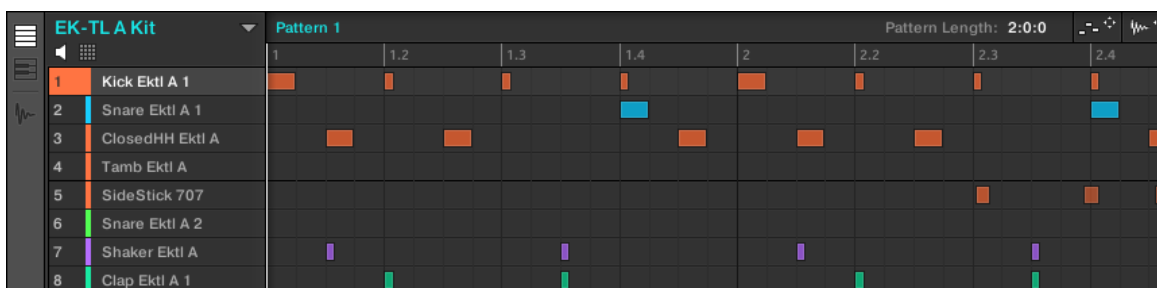 EK-TL A Kit Pattern 1 Pattern Length: 2:0:0
1 1.2 1.3 1.4 2 2.2 2.3 2.4
1 Kick Ektl A 1
2 Snare Ektl A 1
3 ClosedHH Ektl A
4 Tamb Ektl A
5 SideStick 707
6 Snare Ektl A 2
7 Shaker Ektl A
8 Clap Ektl A 1